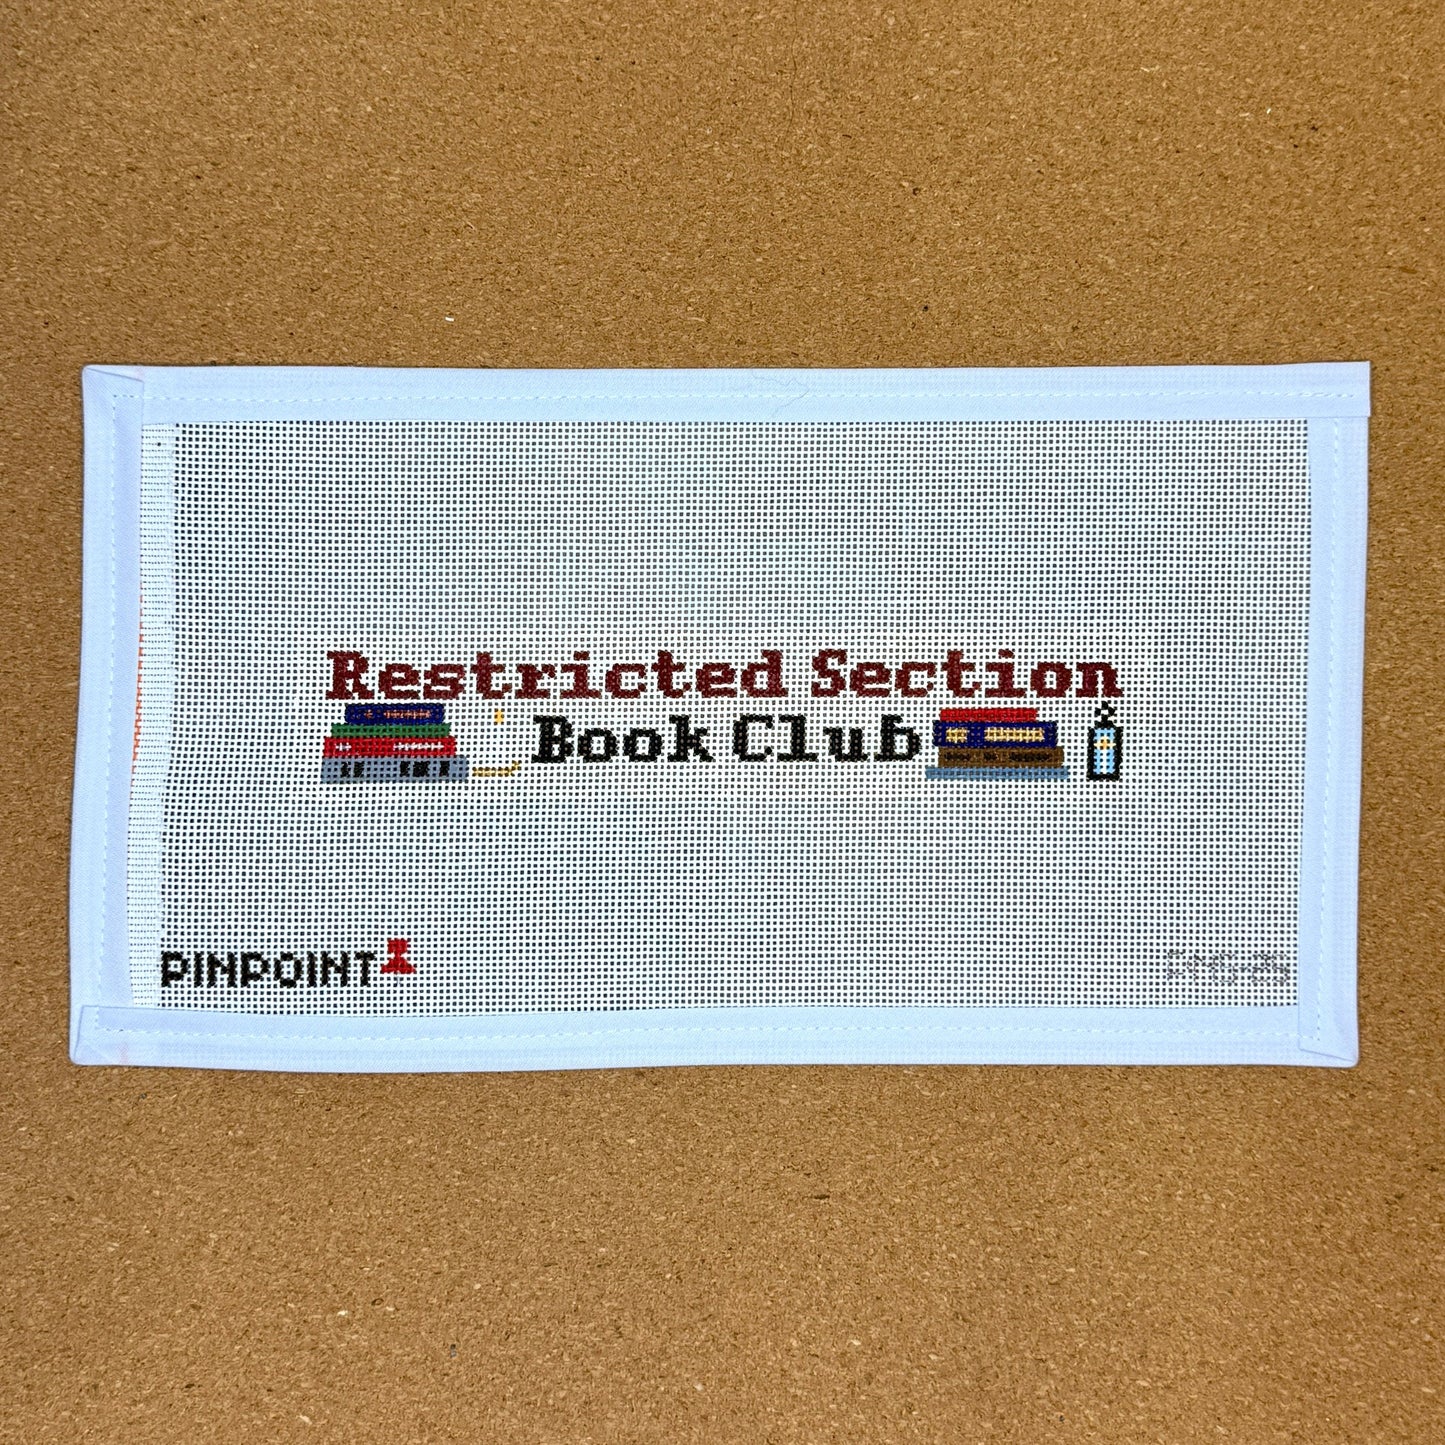 Restricted Section
Book Club
PINPOINT